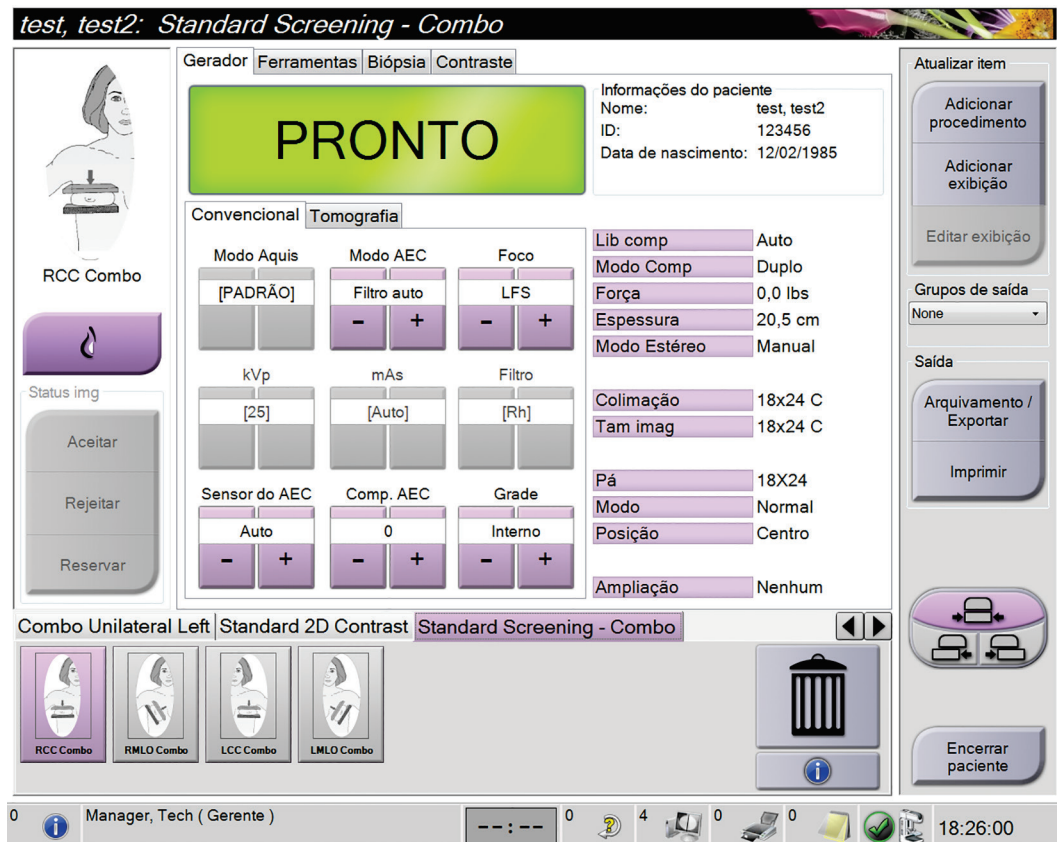 test, test2: Standard Screening - Combo
Gerador Ferramentas Biópsia Contraste
PRONTO
Informações do paciente
Nome: test, test2
ID: 123456
Data de nascimento: 12/02/1985
RCC Combo
Status img
Aceitar
Rejeitar
Reservar
Convencional Tomografia
Modo Aquis Modo AEC Foco
[PADRÃO] Filtro auto LFS
- + - +
kVp mAs Filtro
[25] [Auto] [Rh]
Sensor do AEC Comp. AEC Grade
Auto 0 Interno
- + - + - +
Lib comp Auto
Modo Comp Duplo
Força 0,0 lbs
Espessura 20,5 cm
Modo Estéreo Manual
Colimação 18x24 C
Tam imag 18x24 C
Pá 18X24
Modo Normal
Posição Centro
Ampliação Nenhum
Atualizar item
Adicionar
procedimento
Adicionar
exibição
Editar exibição
Grupos de saída
None
Saída
Arquivamento /
Exportar
Imprimir
Encerrar
paciente
Combo Unilateral Left Standard 2D Contrast Standard Screening - Combo
RCC Combo RMLO Combo LCC Combo LMLO Combo
0 Manager, Tech ( Gerente ) --:-- 0 4 0 0 18:26:00